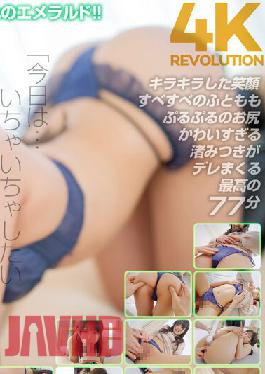 のエメラルド!!
4K
REVOLUTION
キラキラした笑顔
すべすべのふともも
ぷるぷるのお尻
かわいすぎる
渚みつきが
デレまくる
最高の
77分
「今日は…
いちゃいちゃしたい